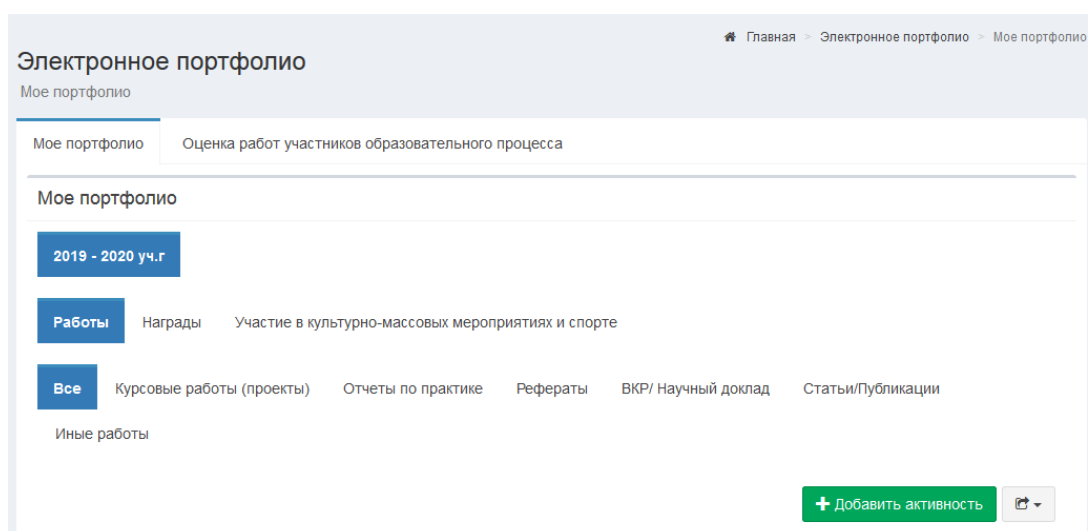 Главная > Электронное портфолио > Мое портфолио
Электронное портфолио
Мое портфолио
Мое портфолио Оценка работ участников образовательного процесса
Мое портфолио
2019 - 2020 уч.г
Работы Награды Участие в культурно-массовых мероприятиях и спорте
Все Курсовые работы (проекты) Отчеты по практике Рефераты ВКР/ Научный доклад Статьи/Публикации
Иные работы
Добавить активность